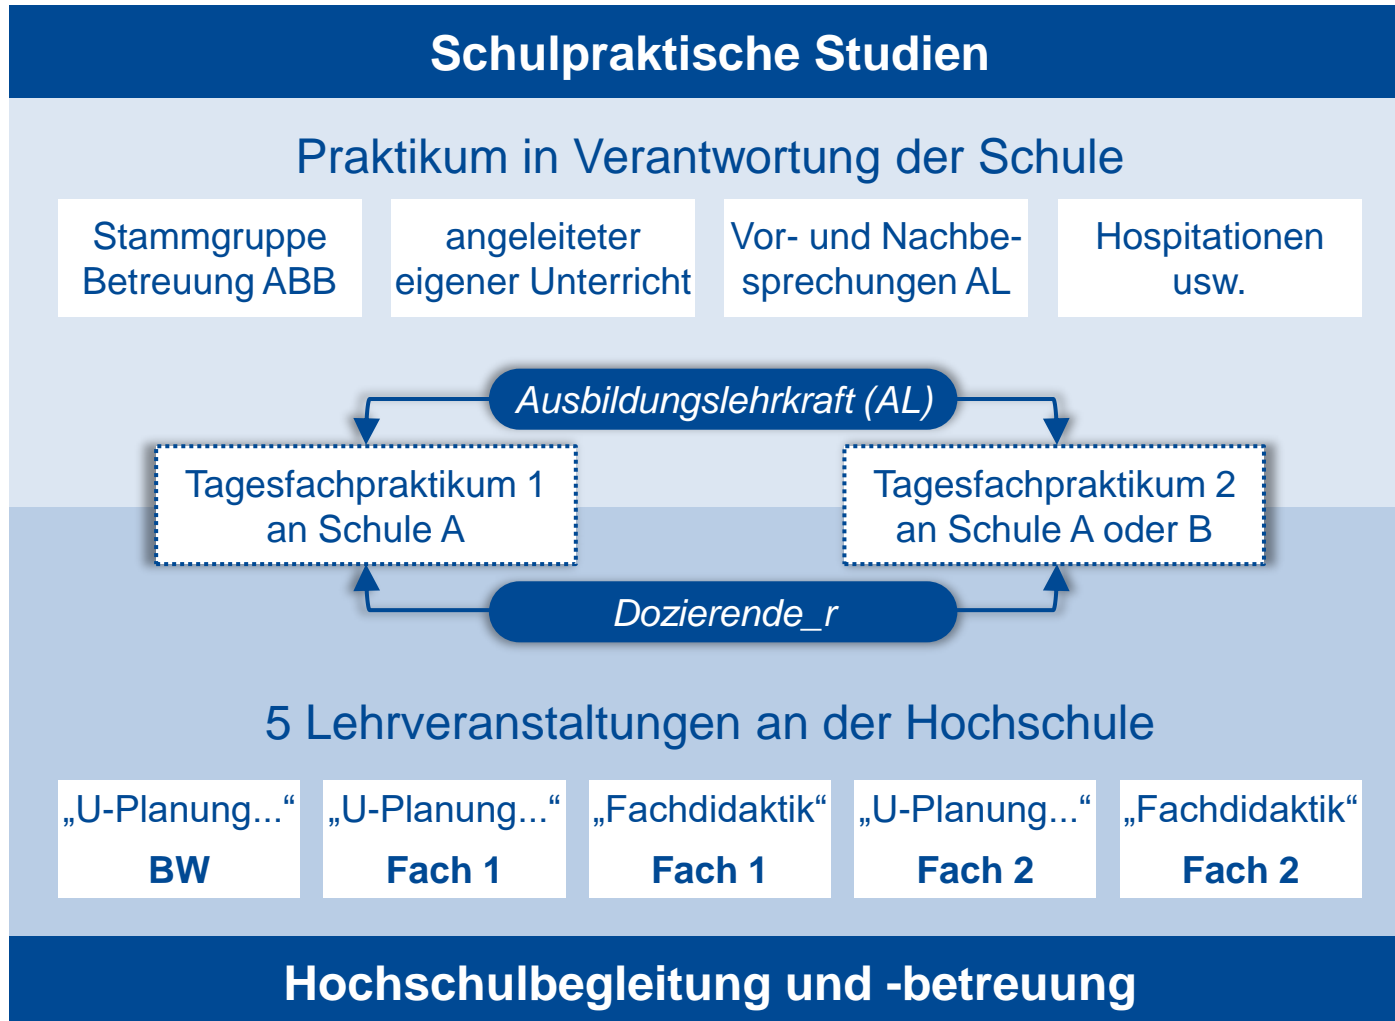 Schulpraktische Studien
Praktikum in Verantwortung der Schule
Stammgruppe
Betreuung ABB
angeleiteter
eigener Unterricht
Vor- und Nachbe-
sprechungen AL
Hospitationen
usw.
Ausbildungslehrkraft (AL)
Tagesfachpraktikum 1
an Schule A
Tagesfachpraktikum 2
an Schule A oder B
Dozierende_r
5 Lehrveranstaltungen an der Hochschule
„U-Planung...“
BW
„U-Planung...“
Fach 1
„Fachdidaktik“
Fach 1
„U-Planung...“
Fach 2
„Fachdidaktik“
Fach 2
Hochschulbegleitung und -betreuung